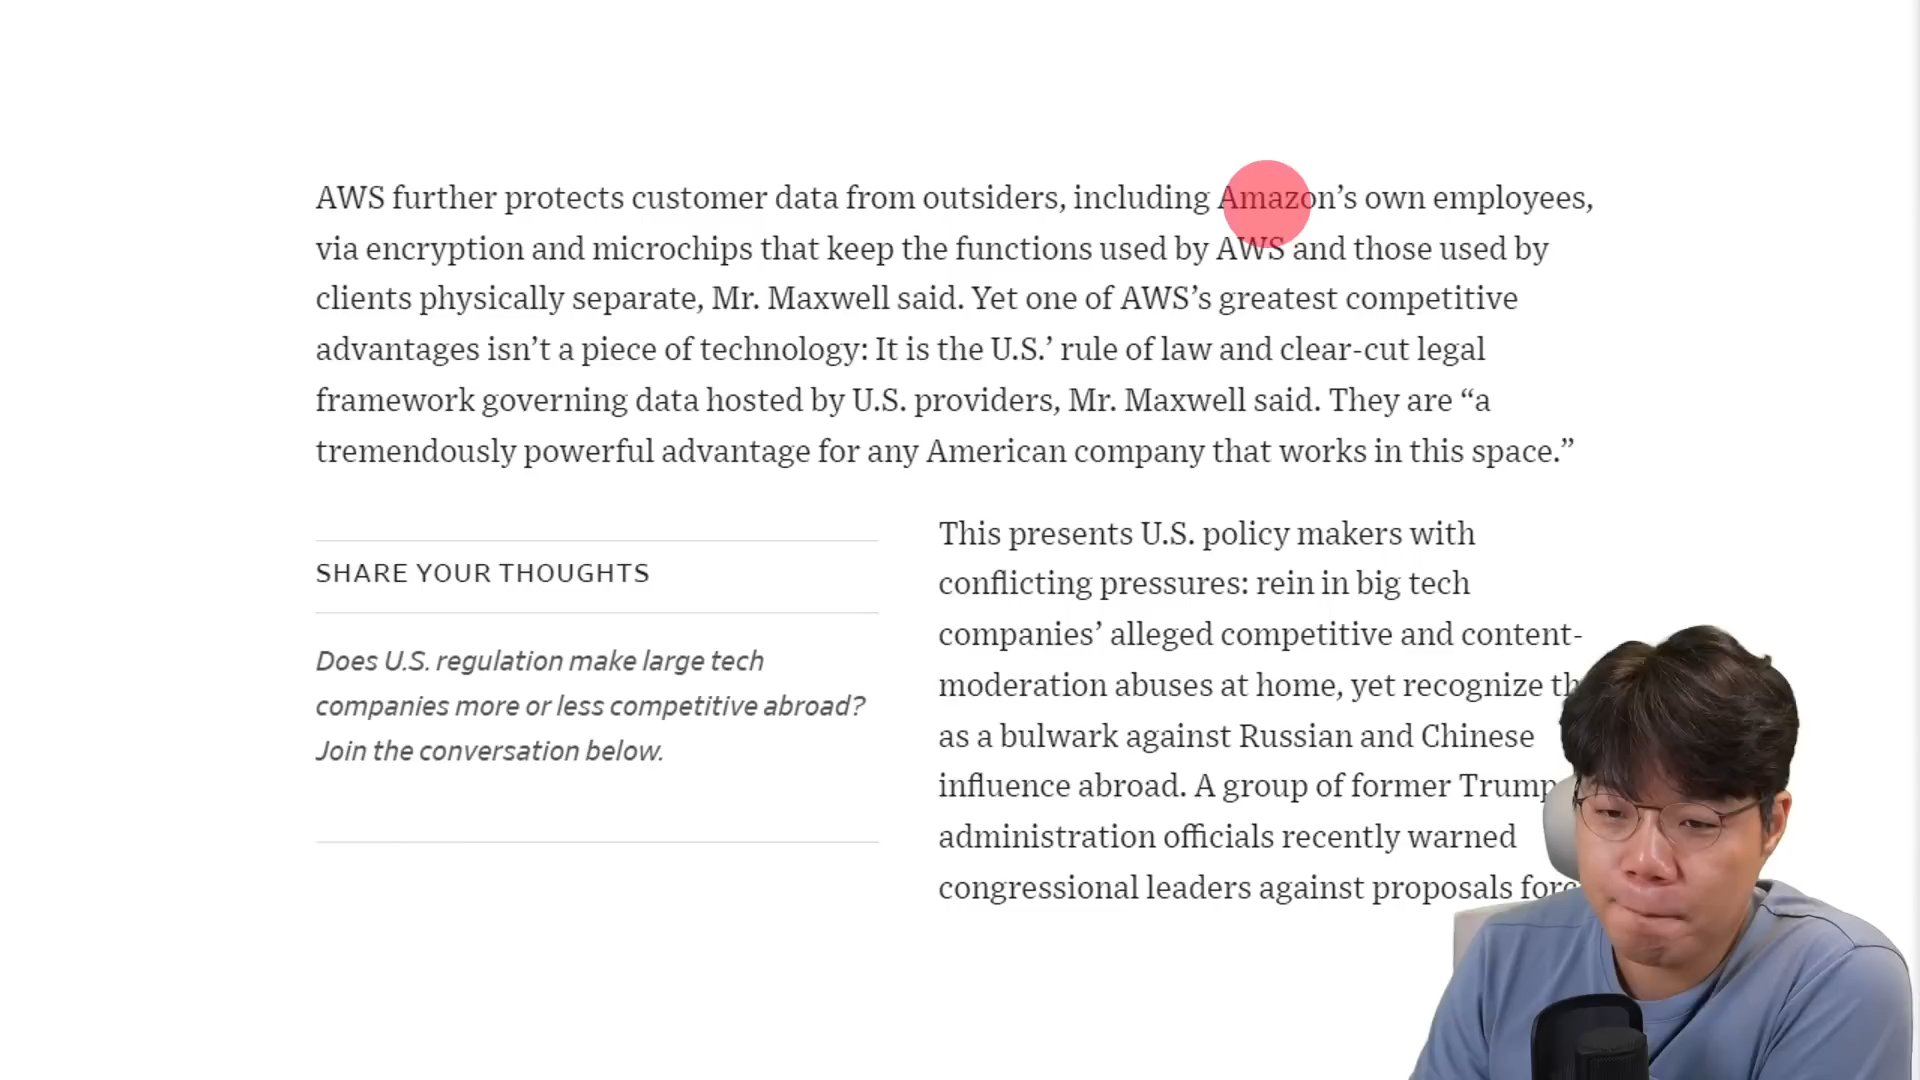 AWS further protects customer data from outsiders, including Amazon’s own employees,
via encryption and microchips that keep the functions used by AWS and those used by
clients physically separate, Mr. Maxwell said. Yet one of AWS’s greatest competitive
advantages isn’t a piece of technology: It is the U.S.’ rule of law and clear-cut legal
framework governing data hosted by U.S. providers, Mr. Maxwell said. They are “a
tremendously powerful advantage for any American company that works in this space.”
SHARE YOUR THOUGHTS
Does U.S. regulation make large tech
companies more or less competitive abroad?
Join the conversation below.
This presents U.S. policy makers with
conflicting pressures: rein in big tech
companies’ alleged competitive and content-
moderation abuses at home, yet recognize
as a bulwark against Russian and Chinese
influence abroad. A group of former Trump
administration officials recently warned
congressional leaders against proposals